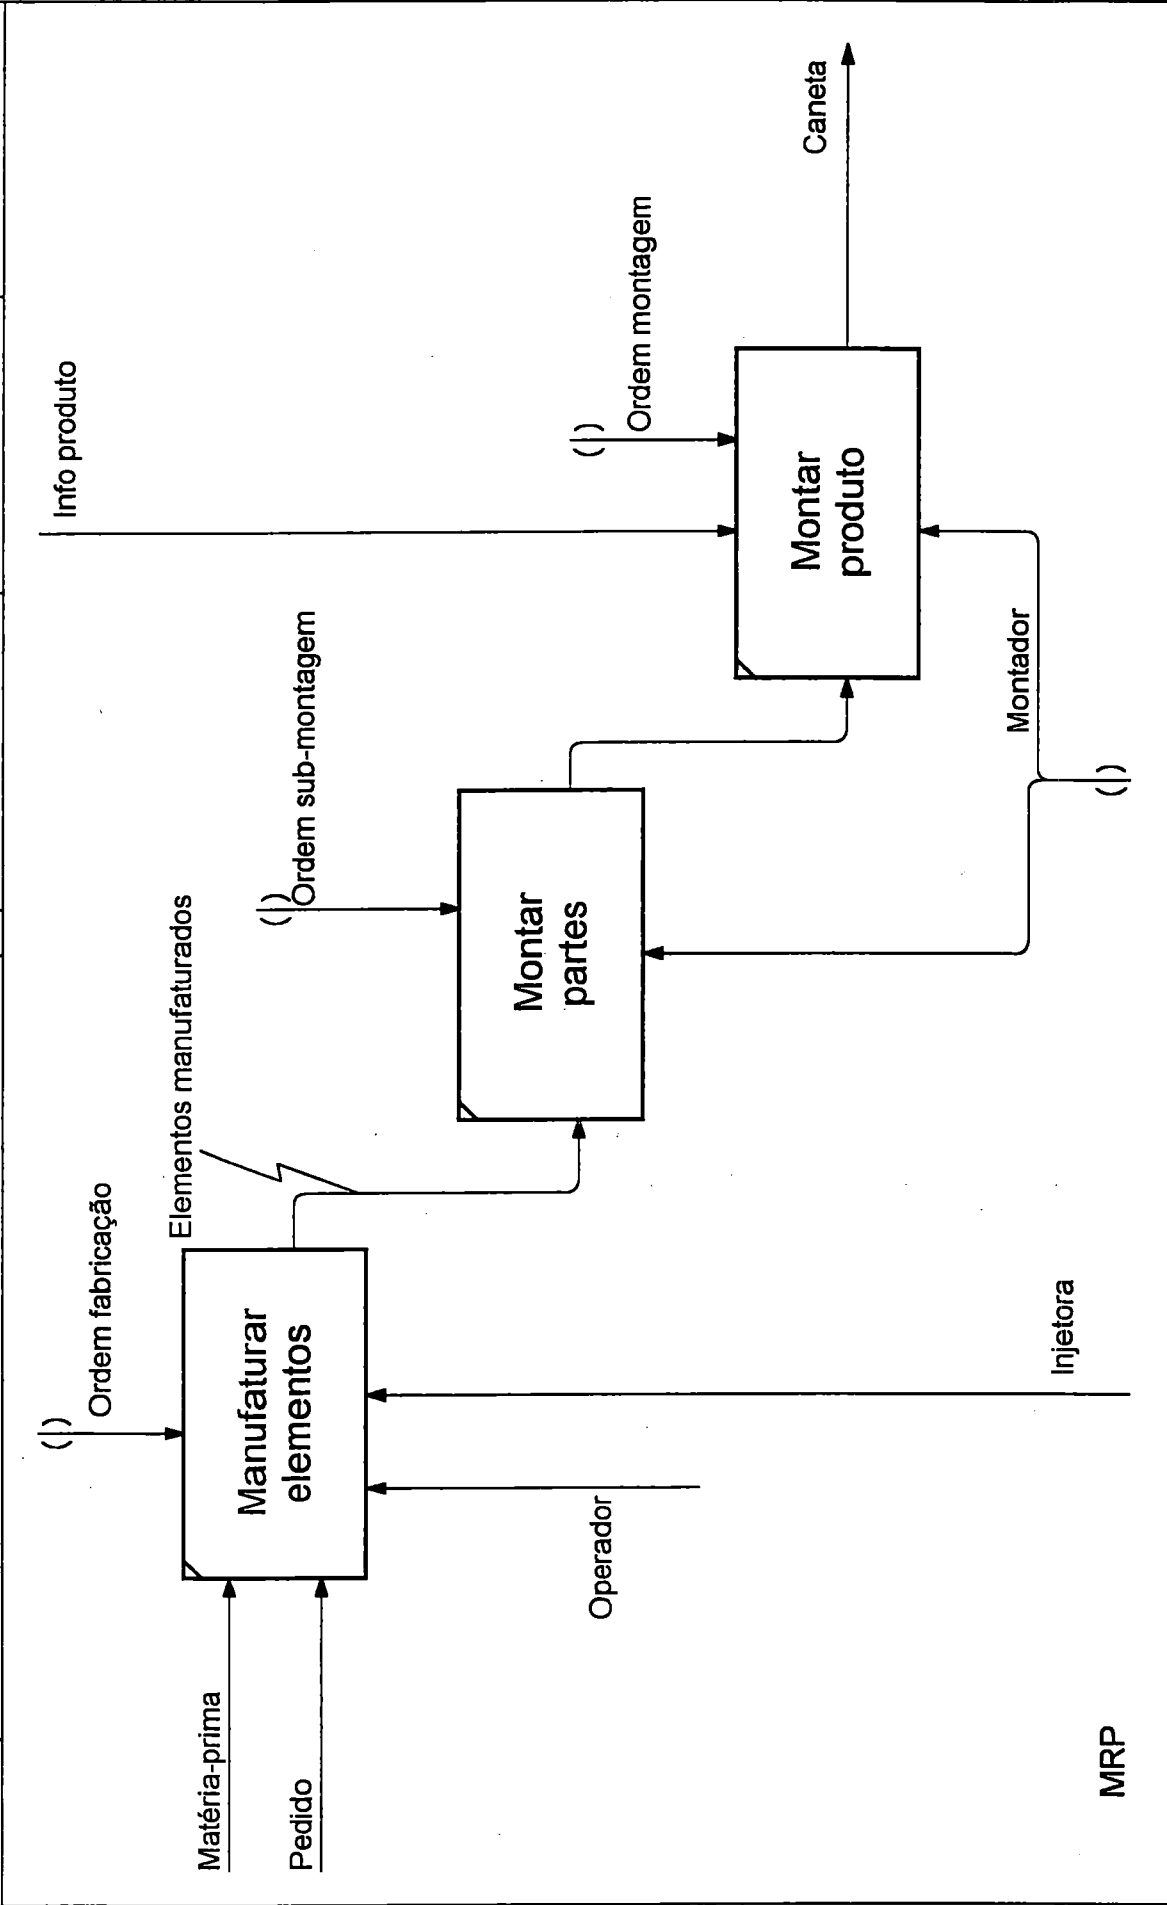 Info produto
Ordem fabricação
Elementos manufaturados
Ordem sub-montagem
Ordem montagem
Matéria-prima
Pedido
Manufaturar
elementos
Montar
partes
Montar
produto
Caneta
Operador
Injetora
Montador
MRP